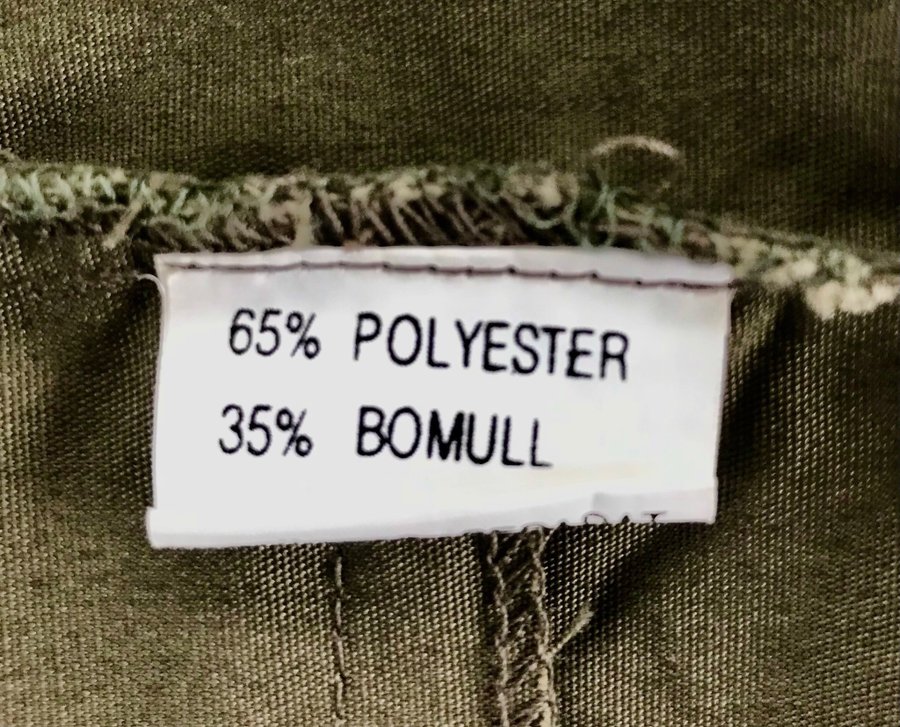 65% POLYESTER
35% BOMULL